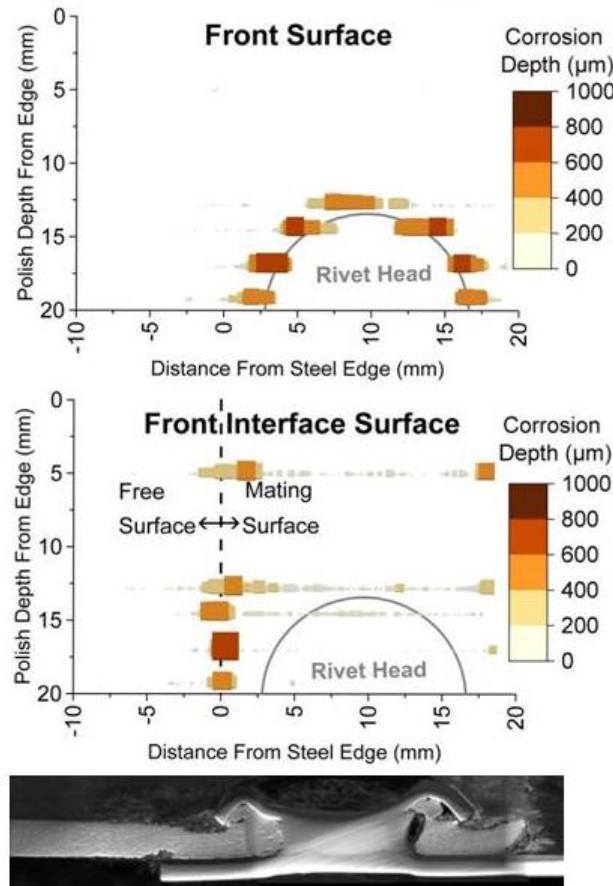 Front Surface
Corrosion
Depth (µm)
1000
800
600
400
200
0
Polish Depth From Edge (mm)
0
5
10
15
20
Rivet Head
-10
-5
0
5
10
15
20
Distance From Steel Edge (mm)
Front Interface Surface
Corrosion
Depth (µm)
1000
800
600
400
200
0
Polish Depth From Edge (mm)
0
5
10
15
20
Free Mating
Surface Surface
Rivet Head
-10
-5
0
5
10
15
20
Distance From Steel Edge (mm)